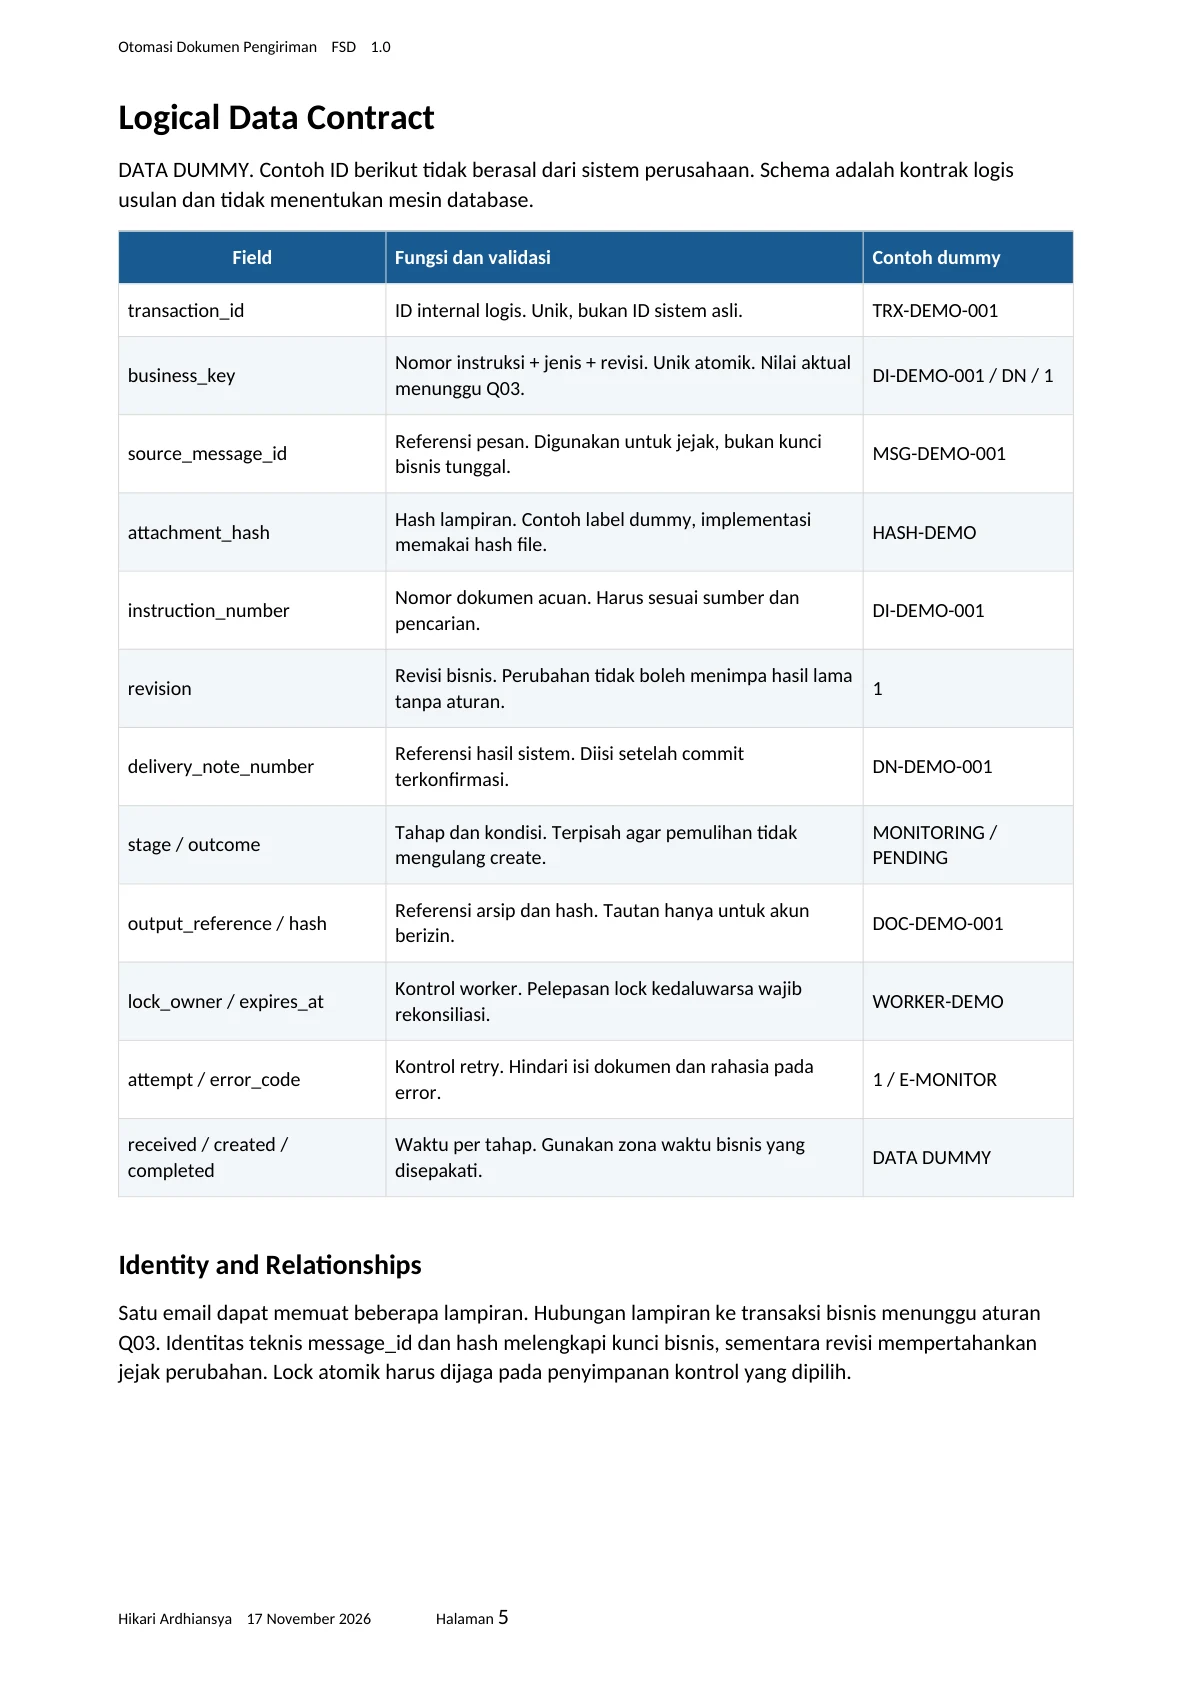 Otomasi Dokumen Pengiriman FSD 1.0
Logical Data Contract
DATA DUMMY. Contoh ID berikut tidak berasal dari sistem perusahaan. Schema adalah kontrak logis
usulan dan tidak menentukan mesin database.
Field Fungsi dan validasi Contoh dummy
transaction_id ID internal logis. Unik, bukan ID sistem asli. TRX-DEMO-001
business_key Nomor instruksi + jenis + revisi. Unik atomik. Nilai aktual
menunggu Q03. DI-DEMO-001 / DN / 1
source_message_id Referensi pesan. Digunakan untuk jejak, bukan kunci
bisnis tunggal. MSG-DEMO-001
attachment_hash Hash lampiran. Contoh label dummy, implementasi
memakai hash file. HASH-DEMO
instruction_number Nomor dokumen acuan. Harus sesuai sumber dan
pencarian. DI-DEMO-001
revision Revisi bisnis. Perubahan tidak boleh menimpa hasil lama
tanpa aturan. 1
delivery_note_number Referensi hasil sistem. Diisi setelah commit
terkonfirmasi. DN-DEMO-001
stage / outcome Tahap dan kondisi. Terpisah agar pemulihan tidak
mengulang create. MONITORING /
PENDING
output_reference / hash Referensi arsip dan hash. Tautan hanya untuk akun
berizin. DOC-DEMO-001
lock_owner / expires_at Kontrol worker. Pelepasan lock kedaluwarsa wajib
rekonsiliasi. WORKER-DEMO
attempt / error_code Kontrol retry. Hindari isi dokumen dan rahasia pada
error. 1 / E-MONITOR
received / created /
completed Waktu per tahap. Gunakan zona waktu bisnis yang
disepakati. DATA DUMMY
Identity and Relationships
Satu email dapat memuat beberapa lampiran. Hubungan lampiran ke transaksi bisnis menunggu aturan
Q03. Identitas teknis message_id dan hash melengkapi kunci bisnis, sementara revisi mempertahankan
jejak perubahan. Lock atomik harus dijaga pada penyimpanan kontrol yang dipilih.
Hikari Ardhiansya 17 November 2026 Halaman 5